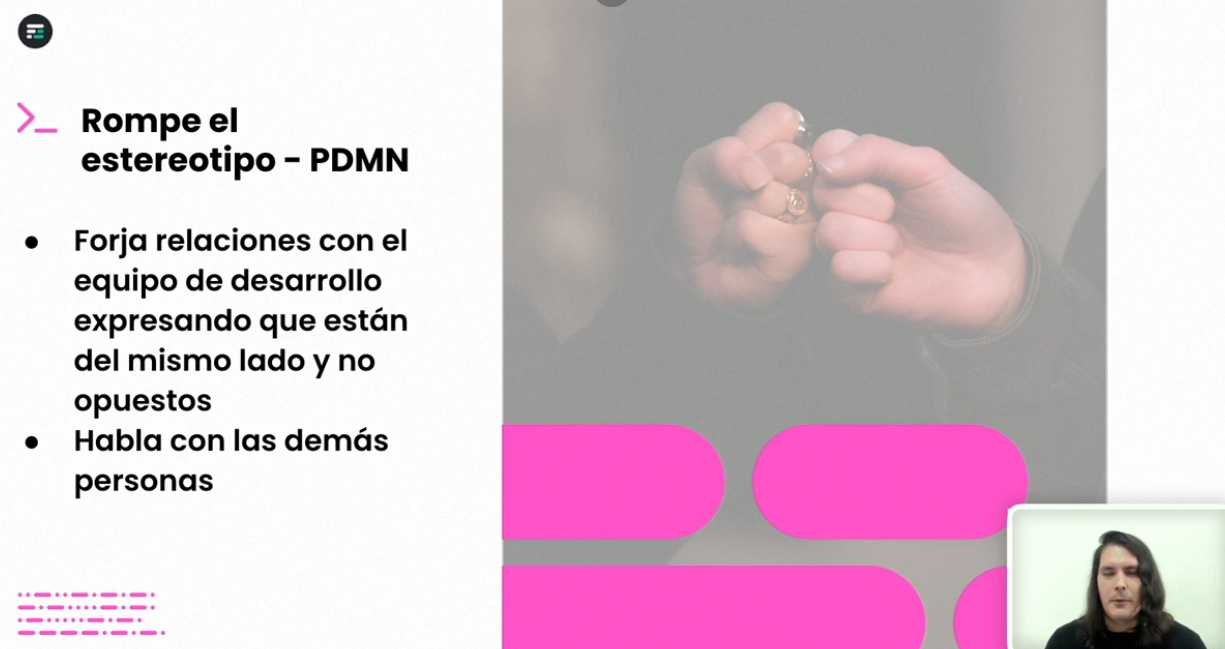 Rompe el
estereotipo - PDMN
● Forja relaciones con el
equipo de desarrollo
expresando que están
del mismo lado y no
opuestos
● Habla con las demás
personas